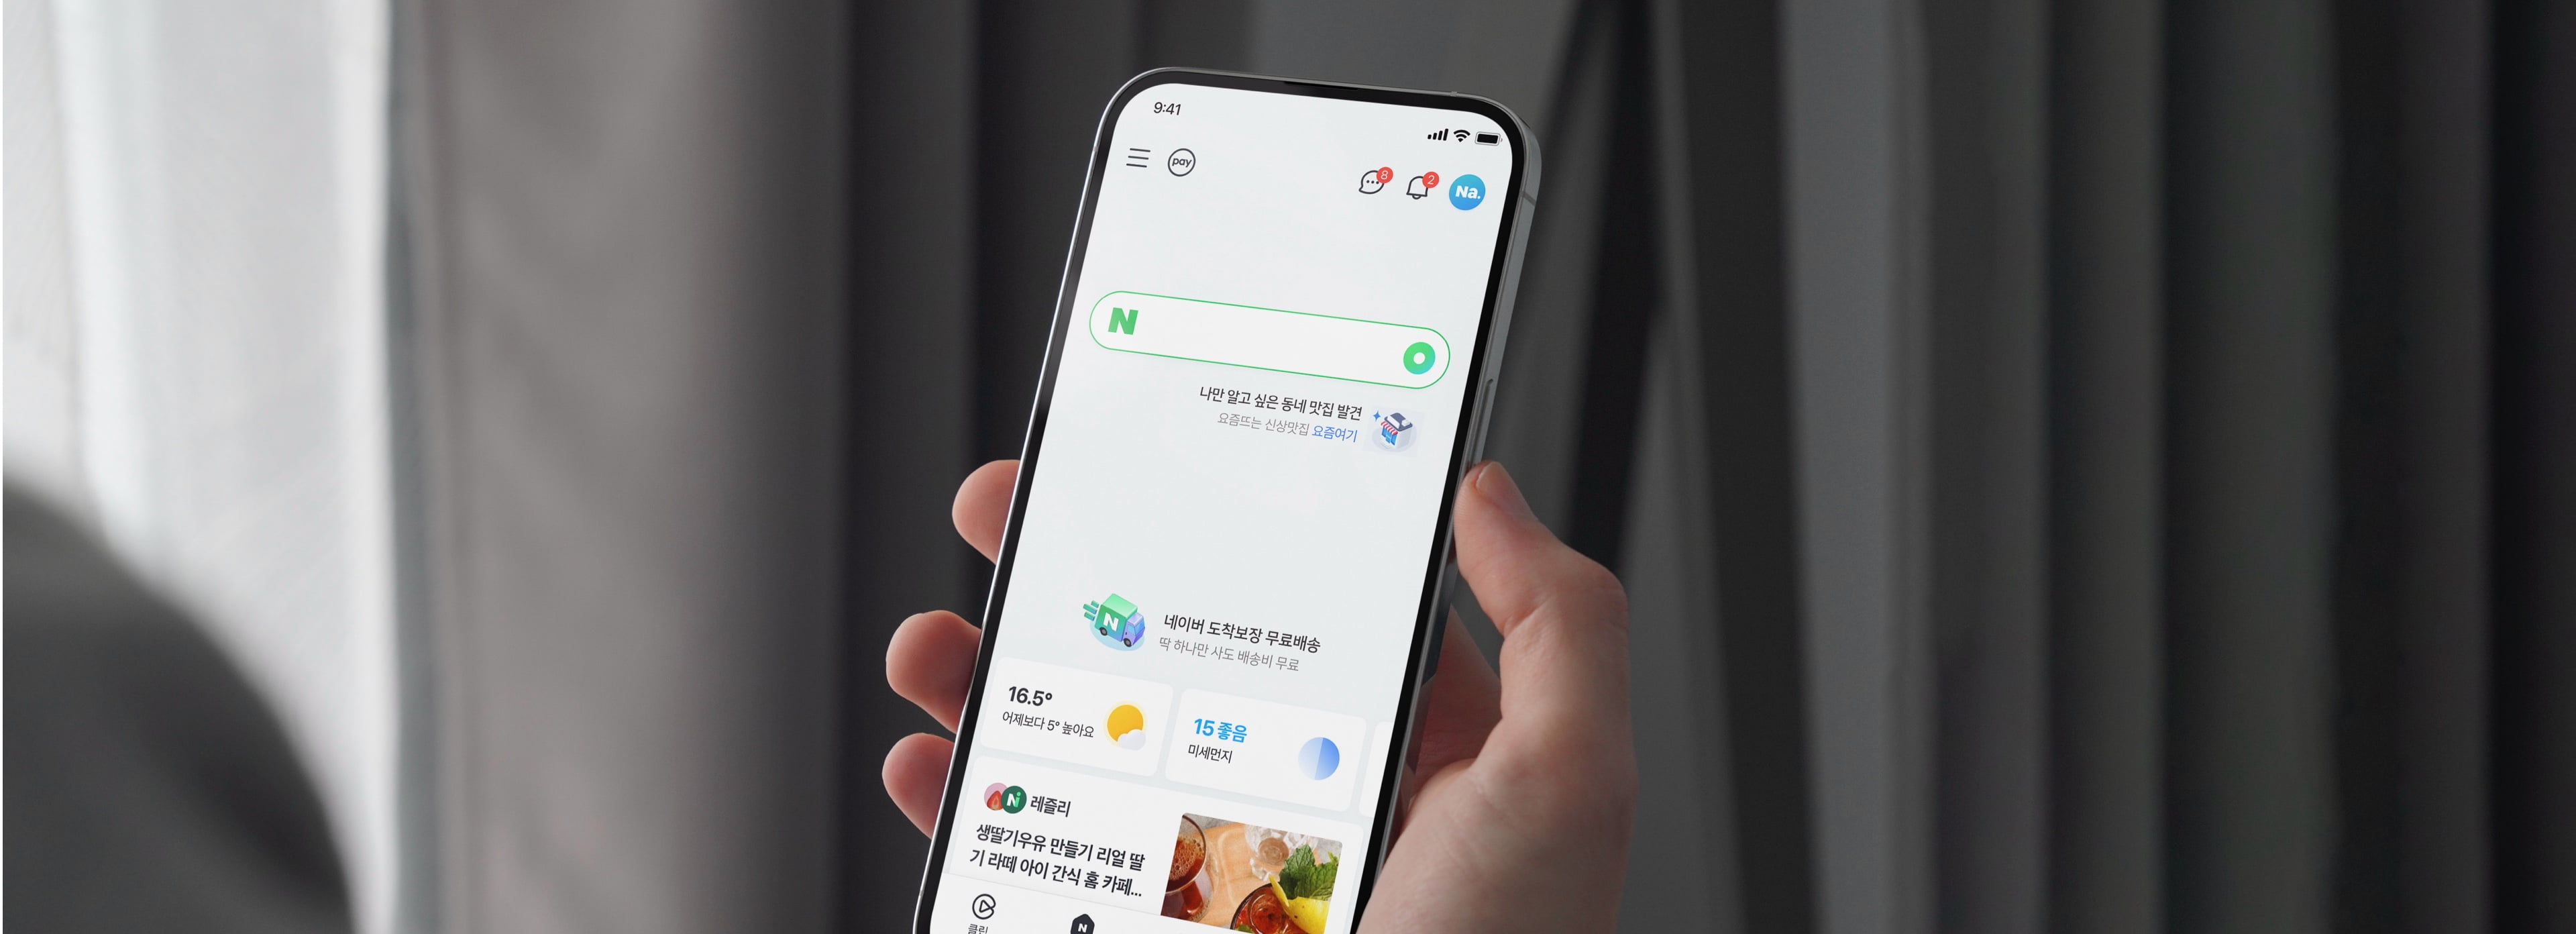 9:41
pay
8
2
Na.
N
나만 알고 싶은 동네 맛집 발견
요즘뜨는 신상맛집 요즘여기
N
네이버 도착보장 무료배송
딱 하나만 사도 배송비 무료
16.5°
어제보다 5° 높아요
15 좋음
미세먼지
N 레즐리
생딸기우유 만들기 리얼 딸
기 라떼 아이 간식 홈 카페...
클립
N